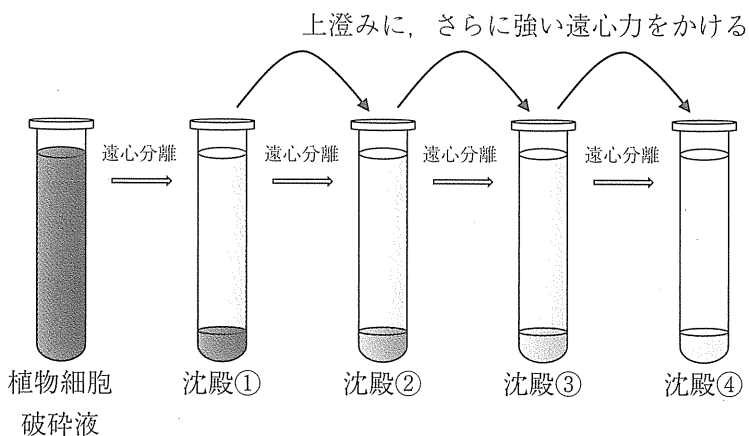 上澄みに，さらに強い遠心力をかける
遠心分離
遠心分離
遠心分離
遠心分離
植物細胞
破砕液
沈殿①
沈殿②
沈殿③
沈殿④